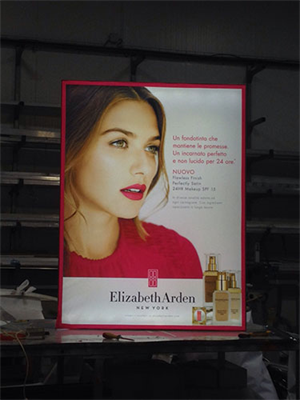 Un fondotinta che
mantiene le promesse.
Un incarnato perfetto
e non lucido per 24 ore*
NUOVO
Flawless Finish
Perfectly Satin
24HR Makeup SPF 15
Elizabeth Arden
NEW YORK